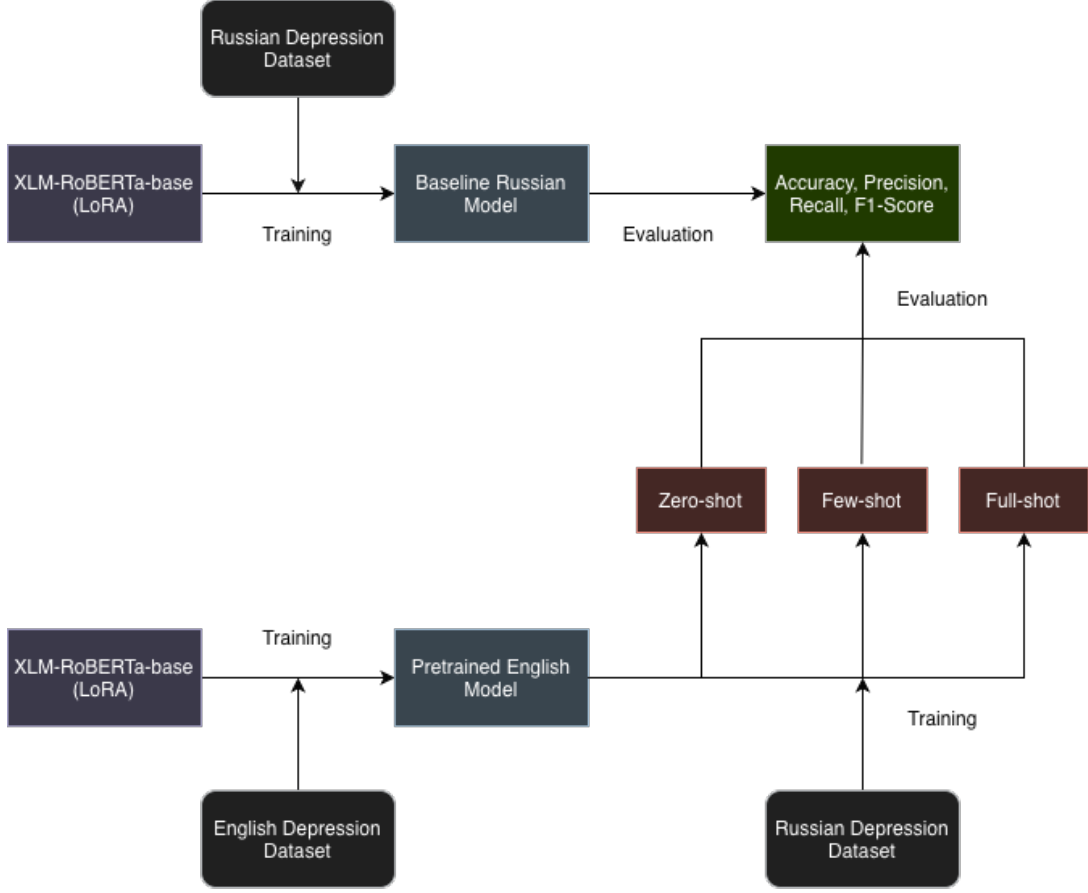 Russian Depression
Dataset
XLM-RoBERTa-base
(LoRA)
Training
Baseline Russian
Model
Evaluation
Accuracy, Precision,
Recall, F1-Score
Evaluation
Zero-shot
Few-shot
Full-shot
XLM-RoBERTa-base
(LoRA)
Training
Pretrained English
Model
Training
English Depression
Dataset
Russian Depression
Dataset